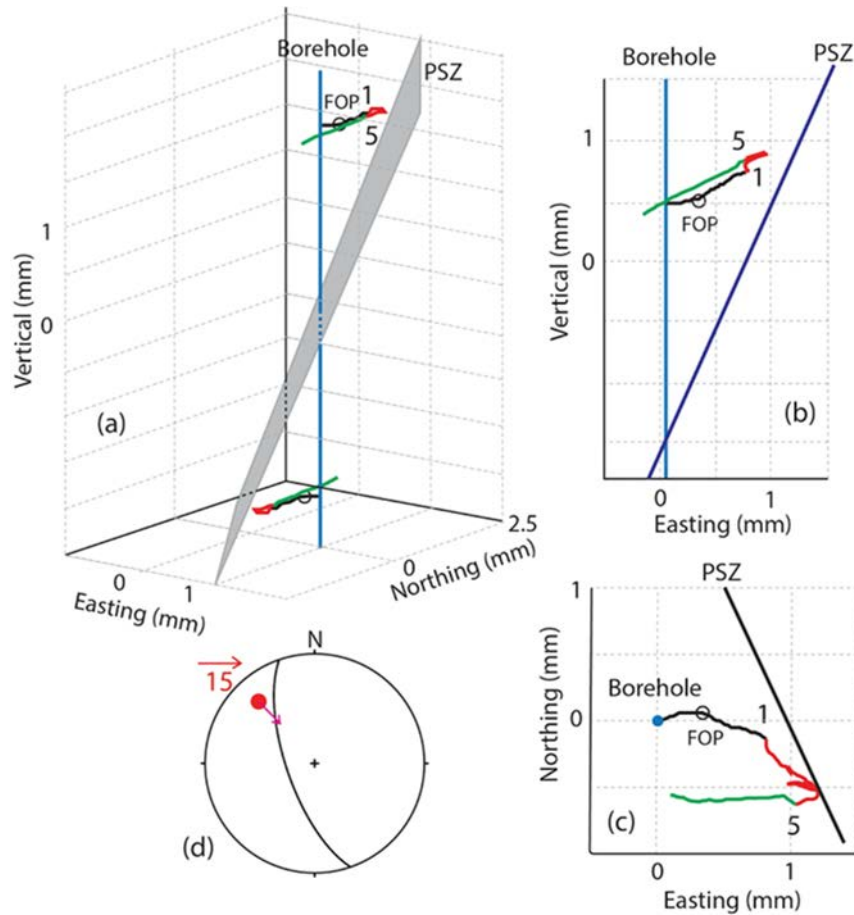 Borehole
PSZ
FOP
1
5
Vertical (mm)
1
0
(a)
2.5
0
Northing (mm)
0
1
Easting (mm)
Borehole
PSZ
1
5
1
FOP
Vertical (mm)
0
(b)
0
1
Easting (mm)
PSZ
1
Northing (mm)
Borehole
1
0
FOP
5
(c)
0
1
Easting (mm)
N
15
(d)